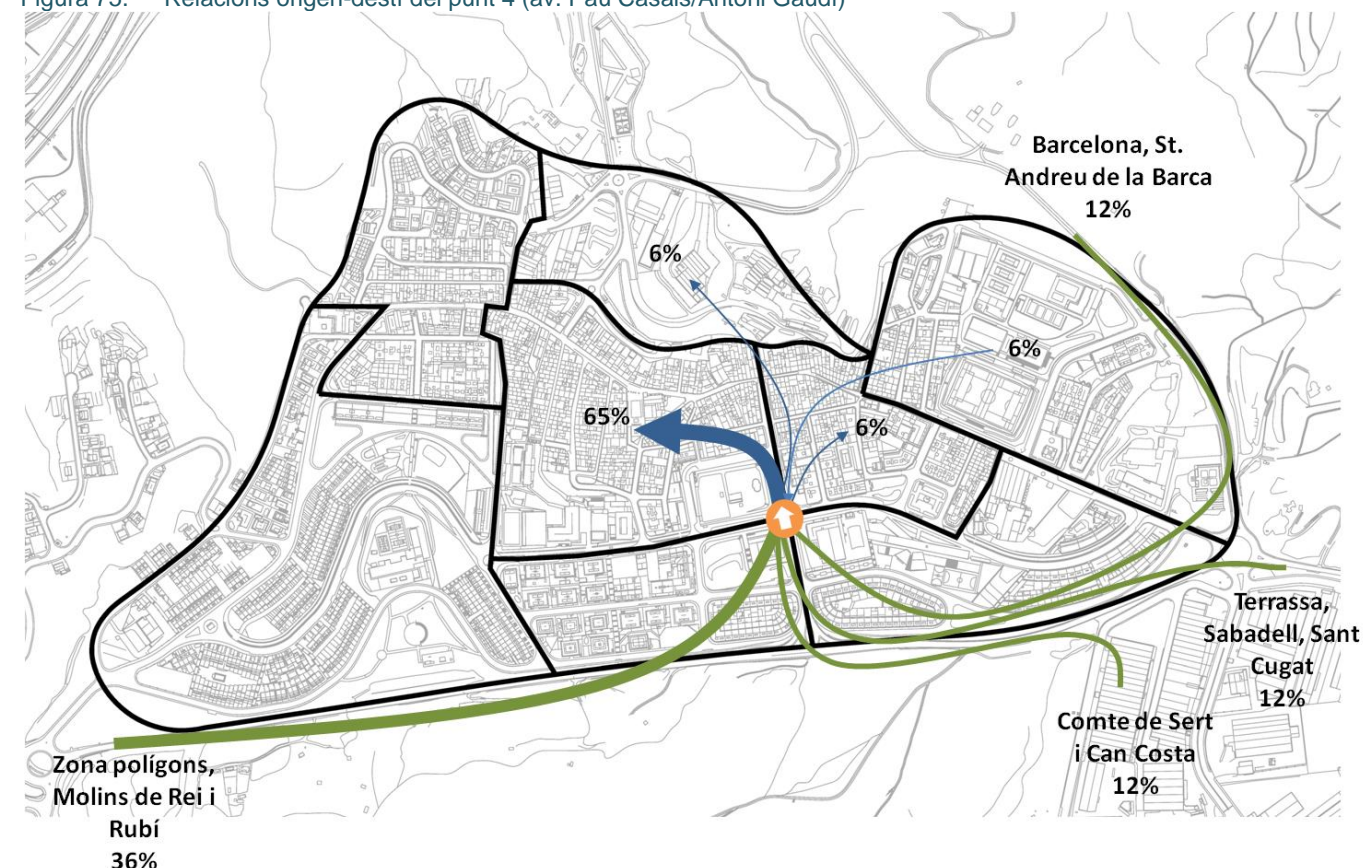 Figura 75. Relacions origen-destí del punt 4 (av. Pau Casals/Antoni Gaudí)
Barcelona, St.
Andreu de la Barca
12%
6%
6%
65%
6%
Terrassa,
Sabadell, Sant
Cugat
12%
Comte de Sert
i Can Costa
12%
Zona polígons,
Molins de Rei i
Rubí
36%